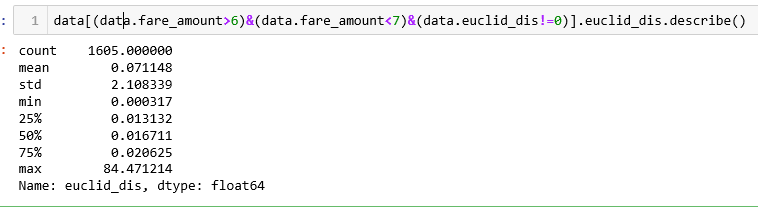 : 1 data[(data.fare_amount>6)&(data.fare_amount<7)&(data.euclid_dis!=0)].euclid_dis.describe()
: count 1605.000000
mean 0.071148
std 2.108339
min 0.000317
25% 0.013132
50% 0.016711
75% 0.020625
max 84.471214
Name: euclid_dis, dtype: float64